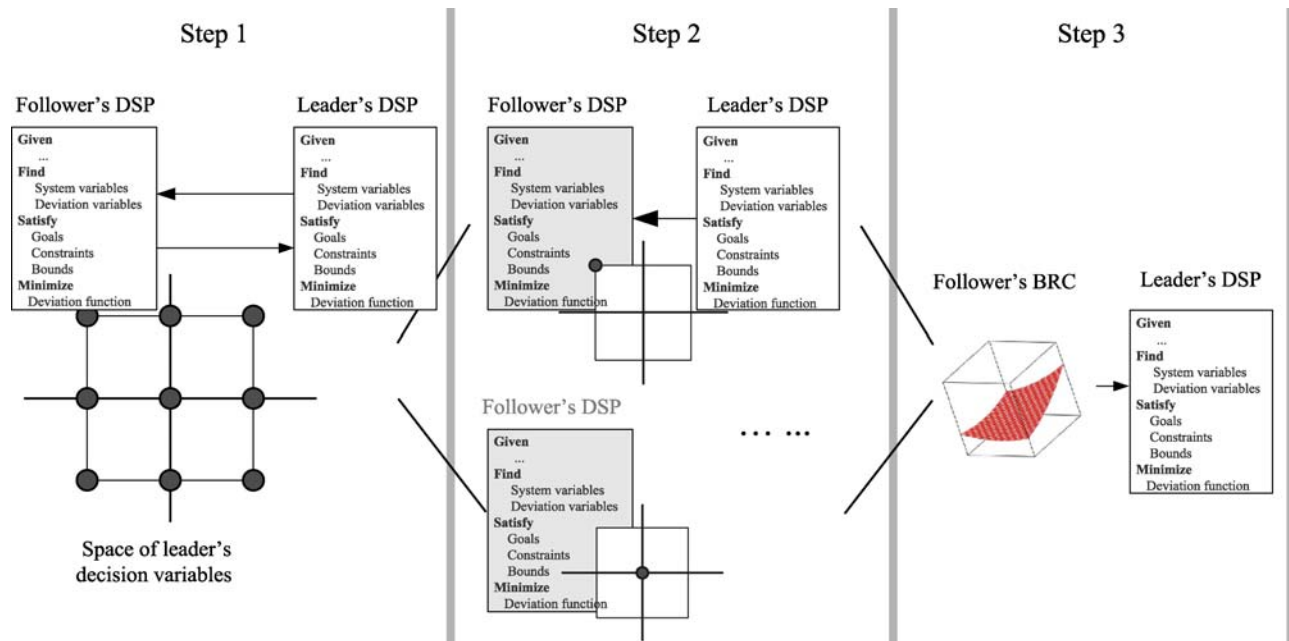 Step 1
Follower's DSP
Leader's DSP
Given
...
Find
System variables
Deviation variables
Satisfy
Goals
Constraints
Bounds
Minimize
Deviation function
Given
...
Find
System variables
Deviation variables
Satisfy
Goals
Constraints
Bounds
Minimize
Deviation function
Space of leader's
decision variables
Step 2
Follower's DSP
Leader's DSP
Given
...
Find
System variables
Deviation variables
Satisfy
Goals
Constraints
Bounds
Minimize
Deviation function
Given
...
Find
System variables
Deviation variables
Satisfy
Goals
Constraints
Bounds
Minimize
Deviation function
Follower's DSP
Given
...
Find
System variables
Deviation variables
Satisfy
Goals
Constraints
Bounds
Minimize
Deviation function
... ...
Step 3
Follower's BRC
Leader's DSP
Given
...
Find
System variables
Deviation variables
Satisfy
Goals
Constraints
Bounds
Minimize
Deviation function